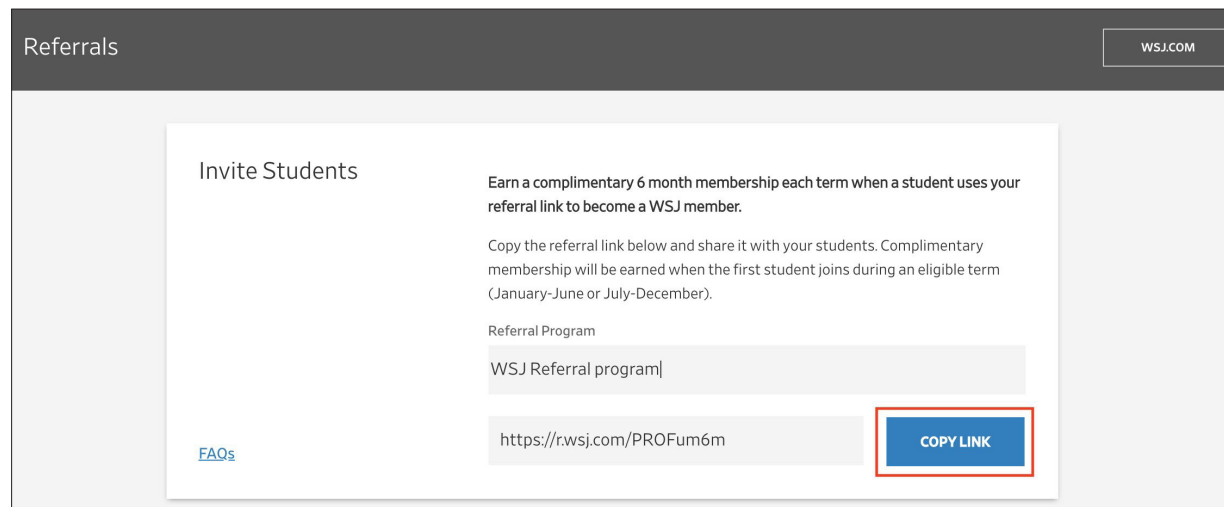 Referrals
WSJ.COM
Invite Students
Earn a complimentary 6 month membership each term when a student uses your
referral link to become a WSJ member.
Copy the referral link below and share it with your students. Complimentary
membership will be earned when the first student joins during an eligible term
(January-June or July-December).
Referral Program
WSJ Referral program
https://r.wsj.com/PROFum6m
COPY LINK
FAQs